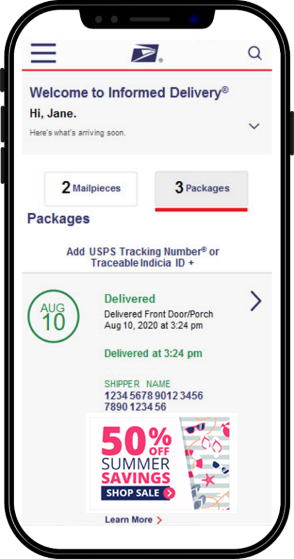 Welcome to Informed Delivery®
Hi, Jane.
Here's what's arriving soon.
2 Mailpieces
3 Packages
Packages
Add USPS Tracking Number® or
Traceable Indicia ID +
AUG
10
Delivered
Delivered Front Door/Porch
Aug 10, 2020 at 3:24 pm
Delivered at 3:24 pm
SHIPPER NAME
1234 5678 9012 3456
7890 1234 56
50% OFF
SUMMER
SAVINGS
SHOP SALE
Learn More